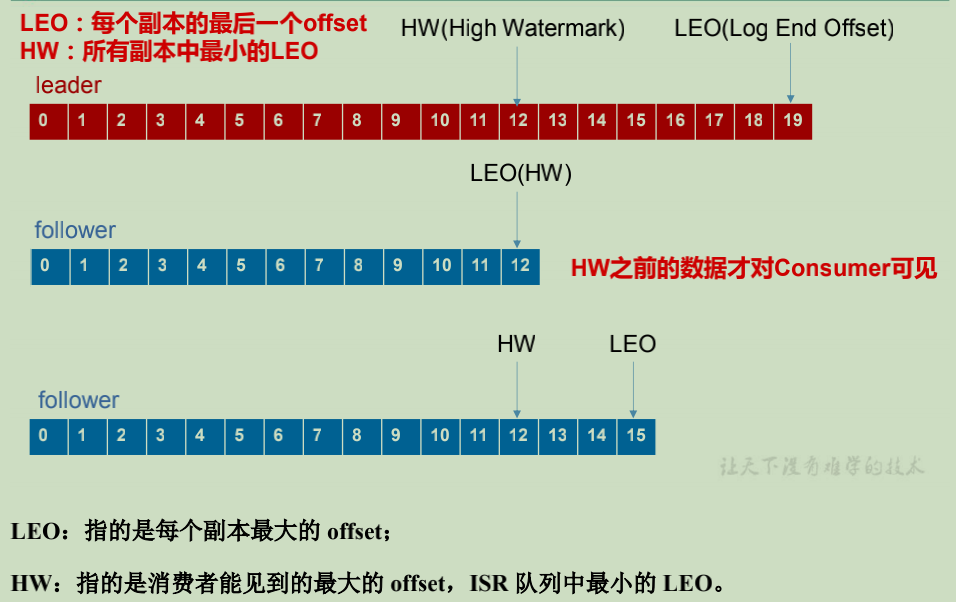 LEO：每个副本的最后一个offset
HW：所有副本中最小的LEO
HW(High Watermark)
LEO(Log End Offset)
leader
0 1 2 3 4 5 6 7 8 9 10 11 12 13 14 15 16 17 18 19
LEO(HW)
follower
0 1 2 3 4 5 6 7 8 9 10 11 12
HW之前的数据才对Consumer可见
HW
LEO
follower
0 1 2 3 4 5 6 7 8 9 10 11 12 13 14 15
让天下没有难学的技术
LEO：指的是每个副本最大的 offset；
HW：指的是消费者能见到的最大的 offset，ISR 队列中最小的 LEO。